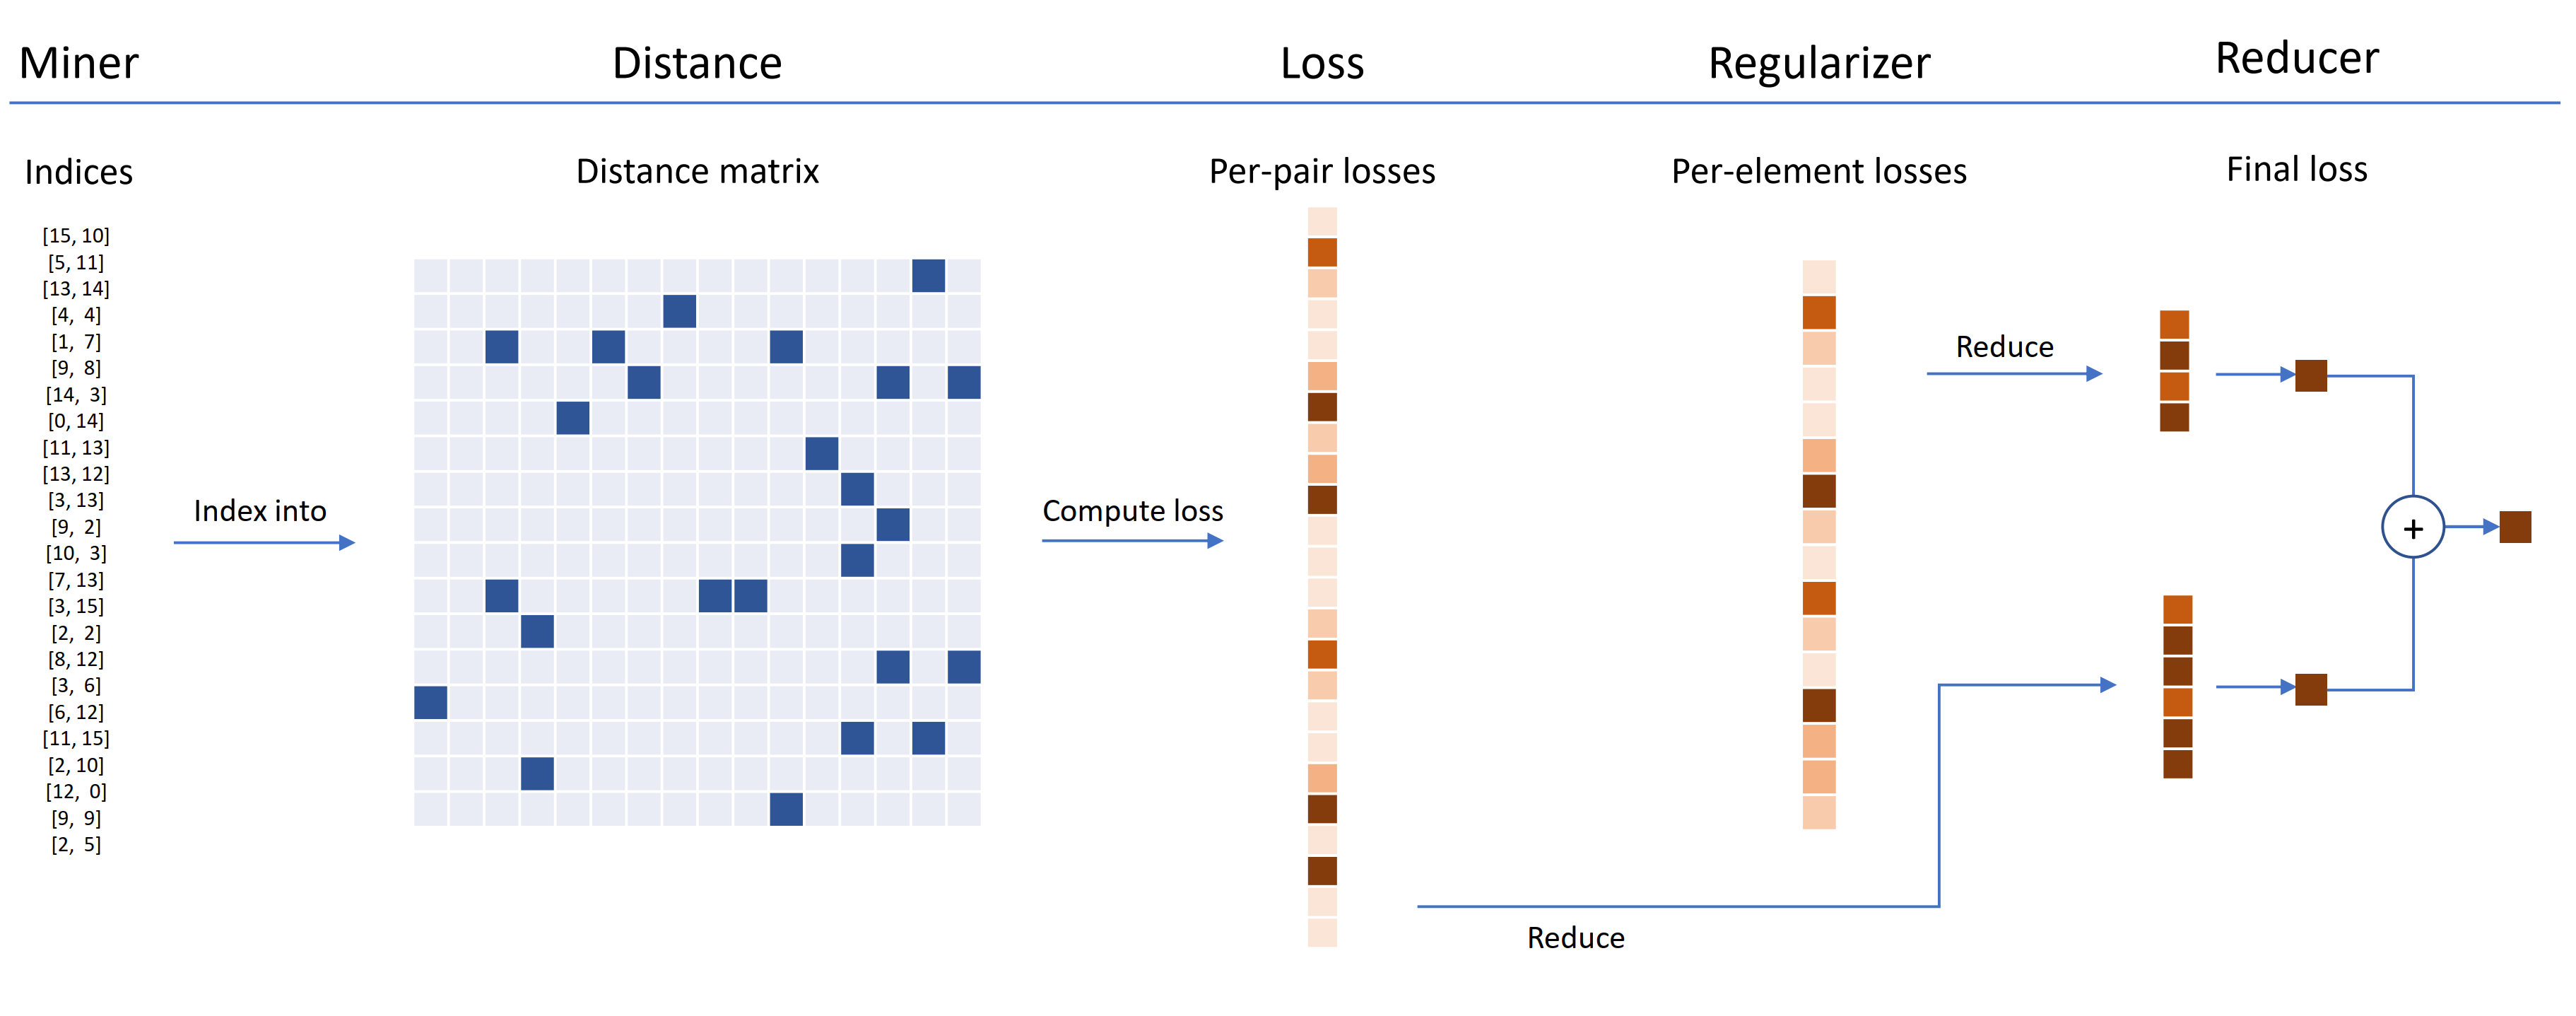 Miner
Distance
Loss
Regularizer
Reducer
Indices
Distance matrix
Per-pair losses
Per-element losses
Final loss
[15, 10]
[5, 11]
[13, 14]
[4,  4]
[1,  7]
[9,  8]
[14,  3]
[0, 14]
[11, 13]
[13, 12]
[3, 13]
[9,  2]
[10,  3]
[7, 13]
[3, 15]
[2,  2]
[8, 12]
[3,  6]
[6, 12]
[11, 15]
[2, 10]
[12,  0]
[9,  9]
[2,  5]
Index into
Compute loss
Reduce
Reduce
+